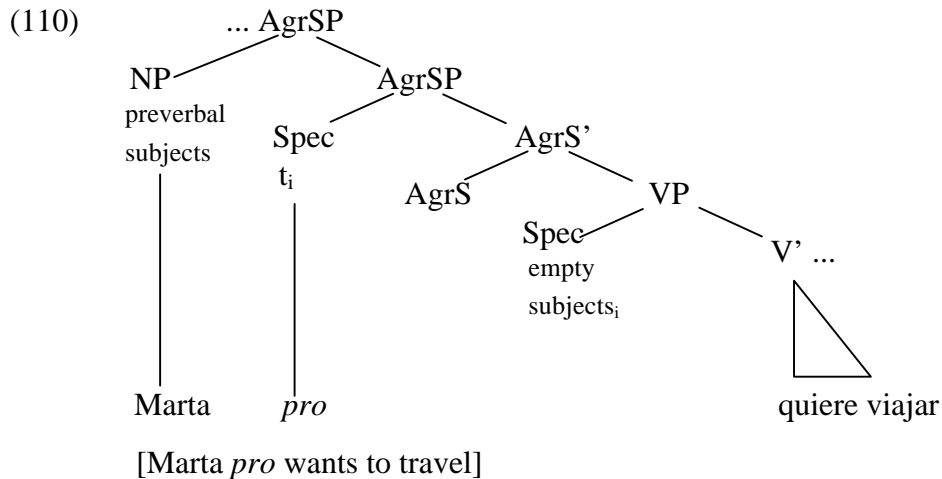 (110) ... AgrSP
NP AgrSP
preverbal
subjects
Spec AgrS'
tᵢ
AgrS VP
Spec V' ...
empty
subjectsᵢ
Marta pro quiere viajar
[Marta pro wants to travel]